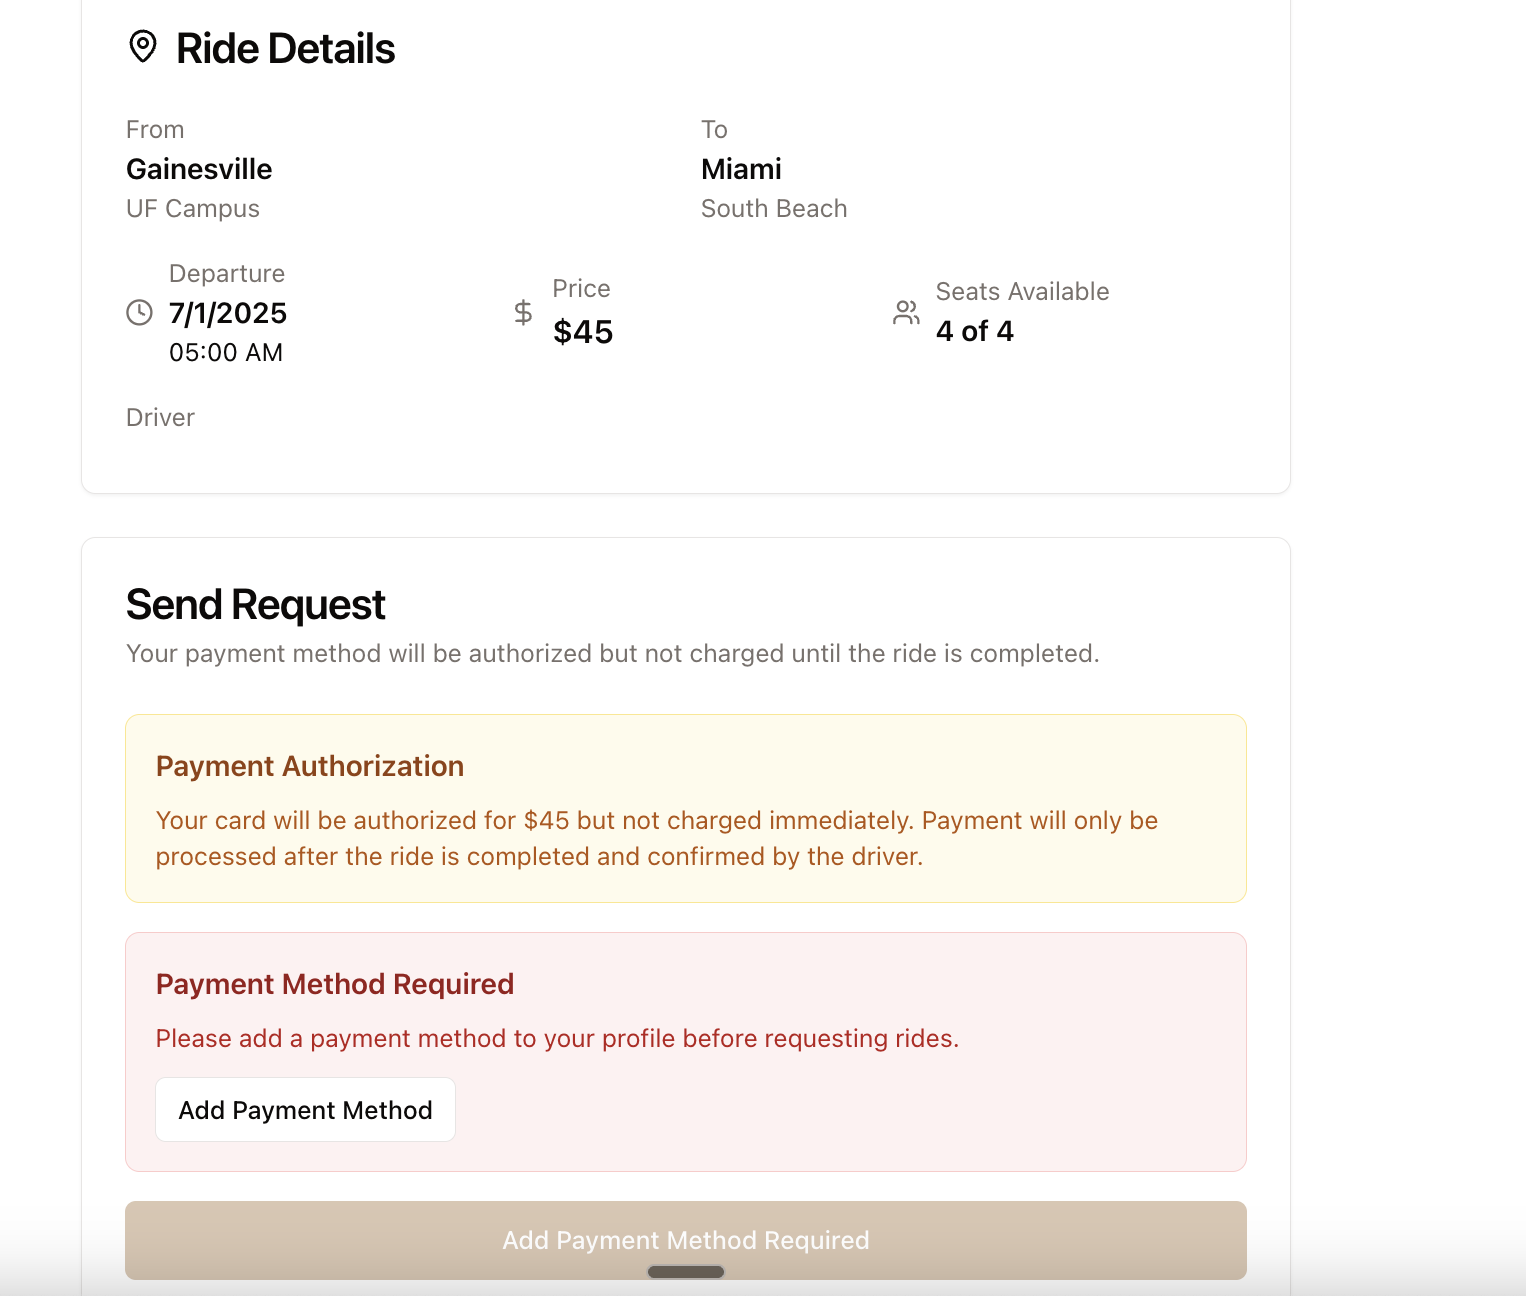 Ride Details
From
Gainesville
UF Campus
To
Miami
South Beach
Departure
7/1/2025
05:00 AM
Price
$45
Seats Available
4 of 4
Driver
Send Request
Your payment method will be authorized but not charged until the ride is completed.
Payment Authorization
Your card will be authorized for $45 but not charged immediately. Payment will only be
processed after the ride is completed and confirmed by the driver.
Payment Method Required
Please add a payment method to your profile before requesting rides.
Add Payment Method
Add Payment Method Required